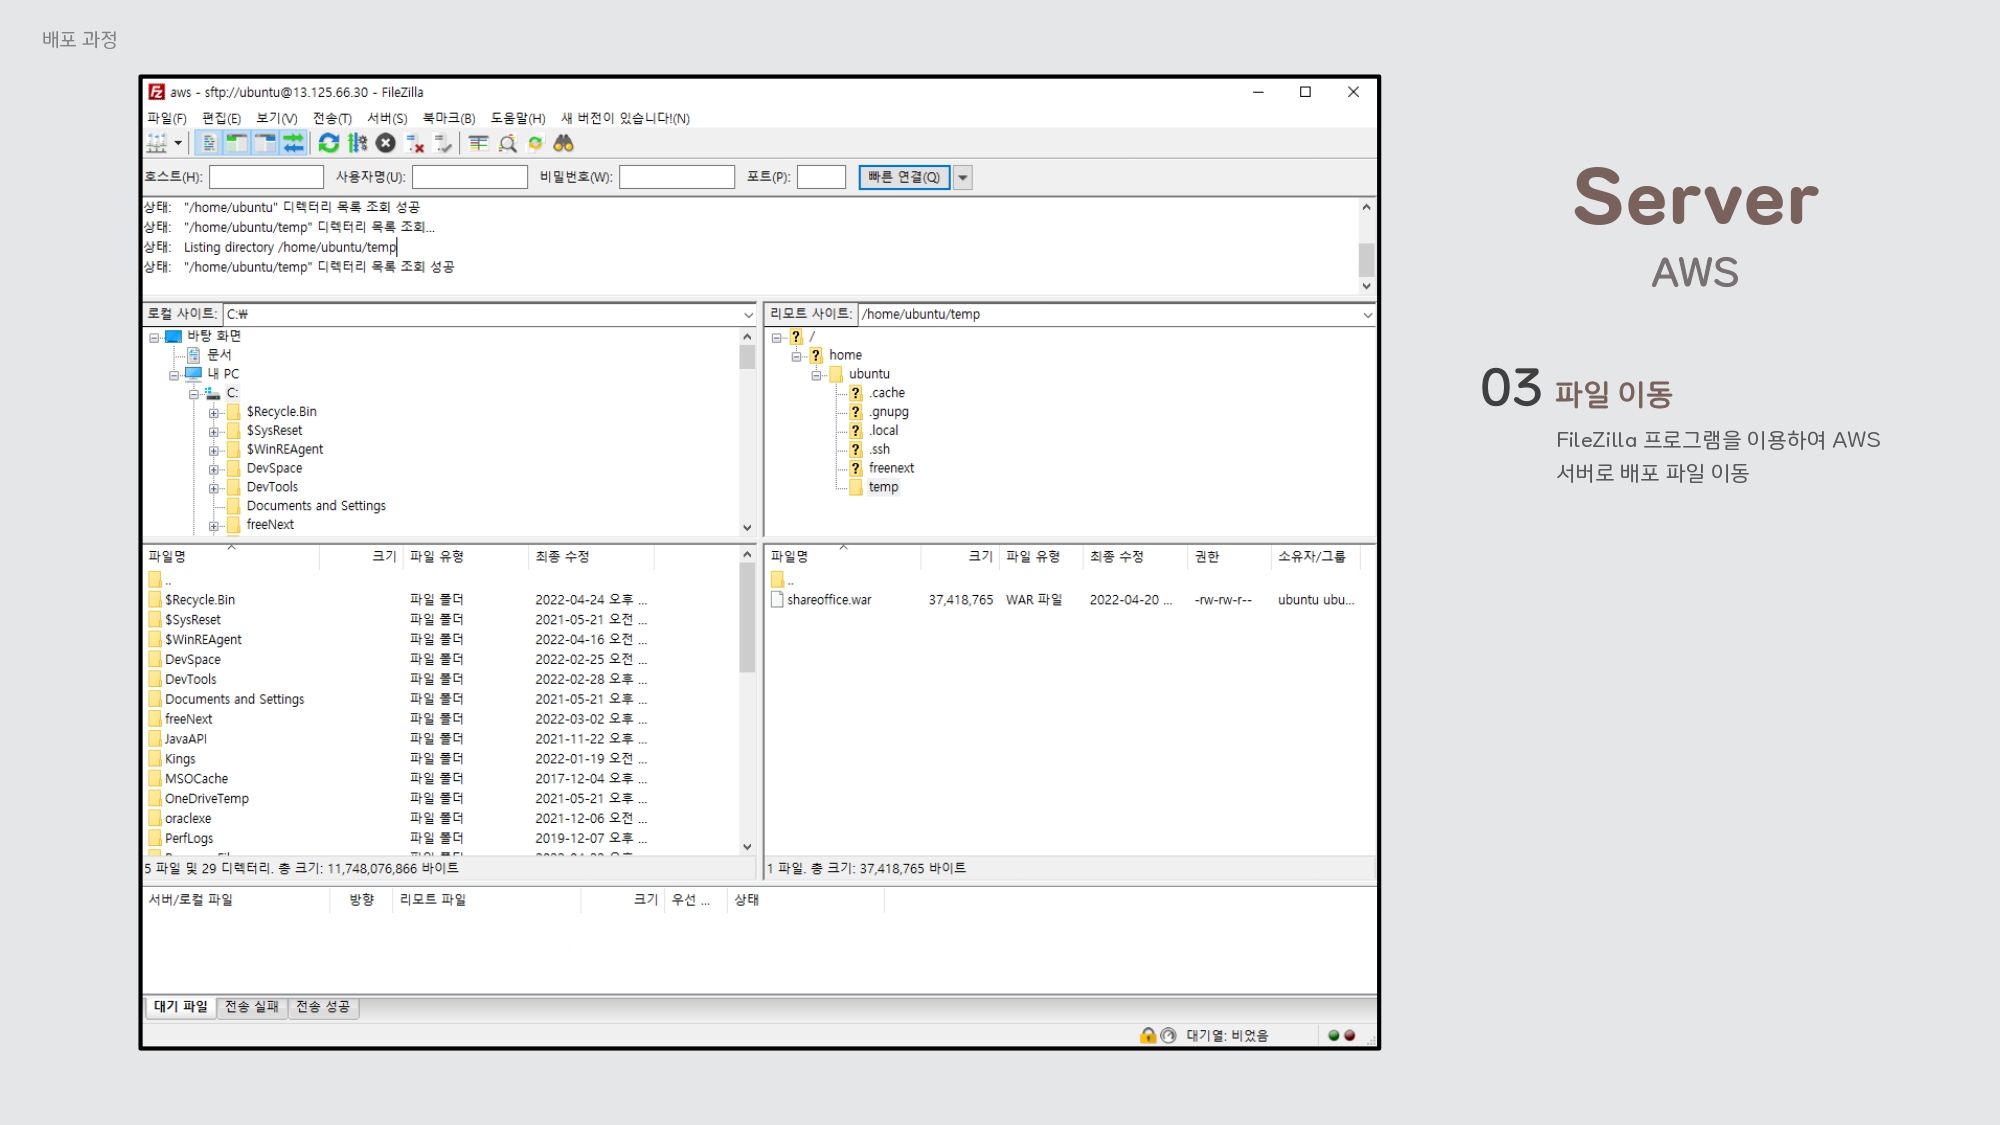 배포 과정
aws - sftp://ubuntu@13.125.66.30 - FileZilla
파일(F) 편집(E) 보기(V) 전송(T) 서버(S) 북마크(B) 도움말(H) 새 버전이 있습니다!(N)
호스트(H): 사용자명(U): 비밀번호(W): 포트(P): 빠른 연결(Q)
상태: "/home/ubuntu" 디렉터리 목록 조회 성공
상태: "/home/ubuntu/temp" 디렉터리 목록 조회...
상태: Listing directory /home/ubuntu/temp
상태: "/home/ubuntu/temp" 디렉터리 목록 조회 성공
로컬 사이트: C:₩
바탕 화면
문서
내 PC
C:
$Recycle.Bin
$SysReset
$WinREAgent
DevSpace
DevTools
Documents and Settings
freeNext
리모트 사이트: /home/ubuntu/temp
/
home
ubuntu
.cache
.gnupg
.local
.ssh
freenext
temp
파일명 크기 파일 유형 최종 수정
..
$Recycle.Bin 파일 폴더 2022-04-24 오후 ...
$SysReset 파일 폴더 2021-05-21 오전 ...
$WinREAgent 파일 폴더 2022-04-16 오전 ...
DevSpace 파일 폴더 2022-02-25 오전 ...
DevTools 파일 폴더 2022-02-28 오후 ...
Documents and Settings 파일 폴더 2021-05-21 오후 ...
freeNext 파일 폴더 2022-03-02 오후 ...
JavaAPI 파일 폴더 2021-11-22 오후 ...
Kings 파일 폴더 2022-01-19 오전 ...
MSOCache 파일 폴더 2017-12-04 오후 ...
OneDriveTemp 파일 폴더 2021-05-21 오후 ...
oraclexe 파일 폴더 2021-12-06 오전 ...
PerfLogs 파일 폴더 2019-12-07 오후 ...
5 파일 및 29 디렉터리. 총 크기: 11,748,076,866 바이트
파일명 크기 파일 유형 최종 수정 권한 소유자/그룹
..
shareoffice.war 37,418,765 WAR 파일 2022-04-20 ... -rw-rw-r-- ubuntu ubu...
1 파일. 총 크기: 37,418,765 바이트
서버/로컬 파일 방향 리모트 파일 크기 우선 ... 상태
대기 파일 전송 실패 전송 성공
대기열: 비었음
Server
AWS
03 파일 이동
FileZilla 프로그램을 이용하여 AWS
서버로 배포 파일 이동